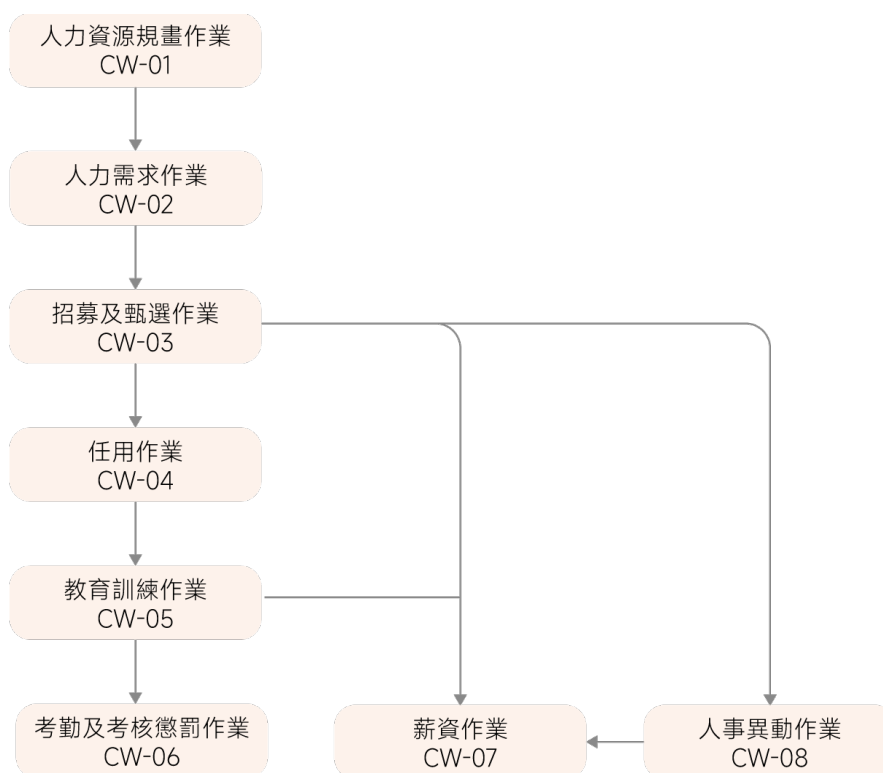 人力資源規畫作業
CW-01
人力需求作業
CW-02
招募及甄選作業
CW-03
任用作業
CW-04
教育訓練作業
CW-05
考勤及考核懲罰作業
CW-06
薪資作業
CW-07
人事異動作業
CW-08